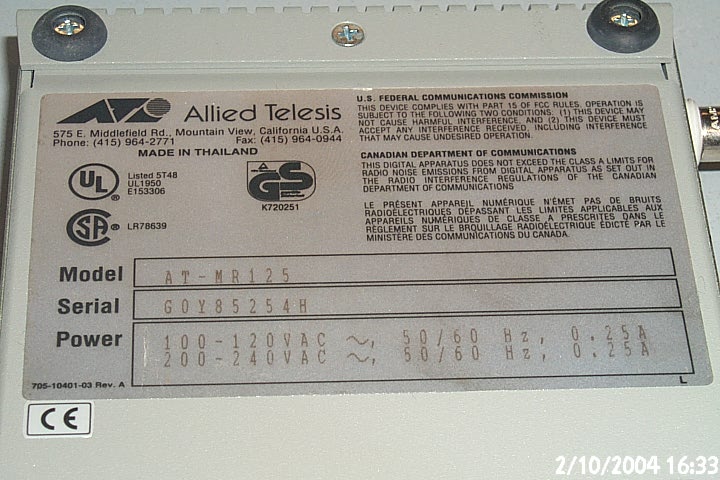 Allied Telesis
575 E. Middlefield Rd., Mountain View, California U.S.A.
Phone: (415) 964-2771 Fax: (415) 964-0944
MADE IN THAILAND
UL
Listed 5T48
UL1950
E153306
GS
K720251
LR78639
U.S. FEDERAL COMMUNICATIONS COMMISSION
THIS DEVICE COMPLIES WITH PART 15 OF FCC RULES. OPERATION IS
SUBJECT TO THE FOLLOWING TWO CONDITIONS: (1) THIS DEVICE MAY
NOT CAUSE HARMFUL INTERFERENCE, AND (2) THIS DEVICE MUST
ACCEPT ANY INTERFERENCE RECEIVED, INCLUDING INTERFERENCE
THAT MAY CAUSE UNDESIRED OPERATION.
CANADIAN DEPARTMENT OF COMMUNICATIONS
THIS DIGITAL APPARATUS DOES NOT EXCEED THE CLASS A LIMITS FOR
RADIO NOISE EMISSIONS FROM DIGITAL APPARATUS AS SET OUT IN
THE RADIO INTERFERENCE REGULATIONS OF THE CANADIAN
DEPARTMENT OF COMMUNICATIONS
LE PRÉSENT APPAREIL NUMÉRIQUE N'ÉMET PAS DE BRUITS
RADIOÉLECTRIQUES DÉPASSANT LES LIMITES APPLICABLES AUX
APPAREILS NUMÉRIQUES DE CLASSE A PRESCRITES DANS LE
RÈGLEMENT SUR LE BROUILLAGE RADIOÉLECTRIQUE ÉDICTÉ PAR LE
MINISTÈRE DES COMMUNICATIONS DU CANADA.
Model AT-MR125
Serial G0Y85254H
Power 100-120VAC ~, 50/60 Hz, 0.25A
200-240VAC ~, 50/60 Hz, 0.25A
705-10401-03 Rev. A L
CE
2/10/2004 16:33